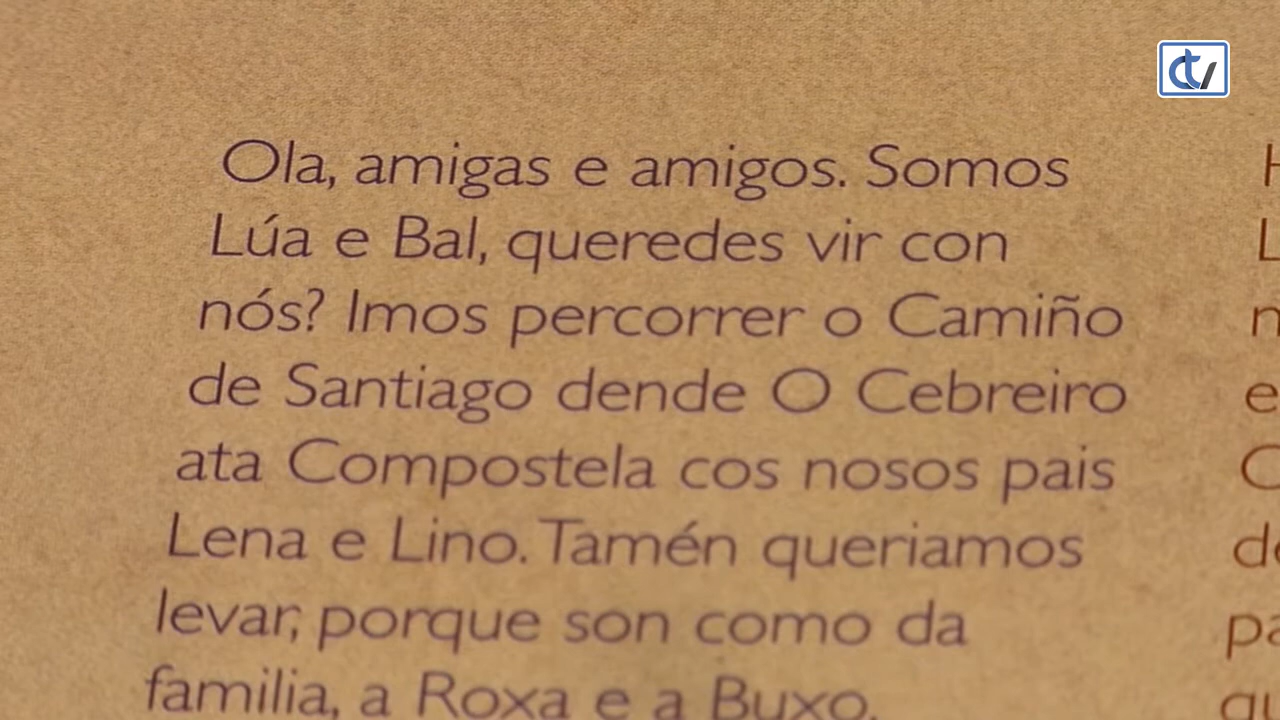 Ola, amigas e amigos. Somos
Lúa e Bal, queredes vir con
nós? Imos percorrer o Camiño
de Santiago dende O Cebreiro
ata Compostela cos nosos pais
Lena e Lino. Tamén queriamos
levar, porque son como da
familia, a Roxa e a Buxo.